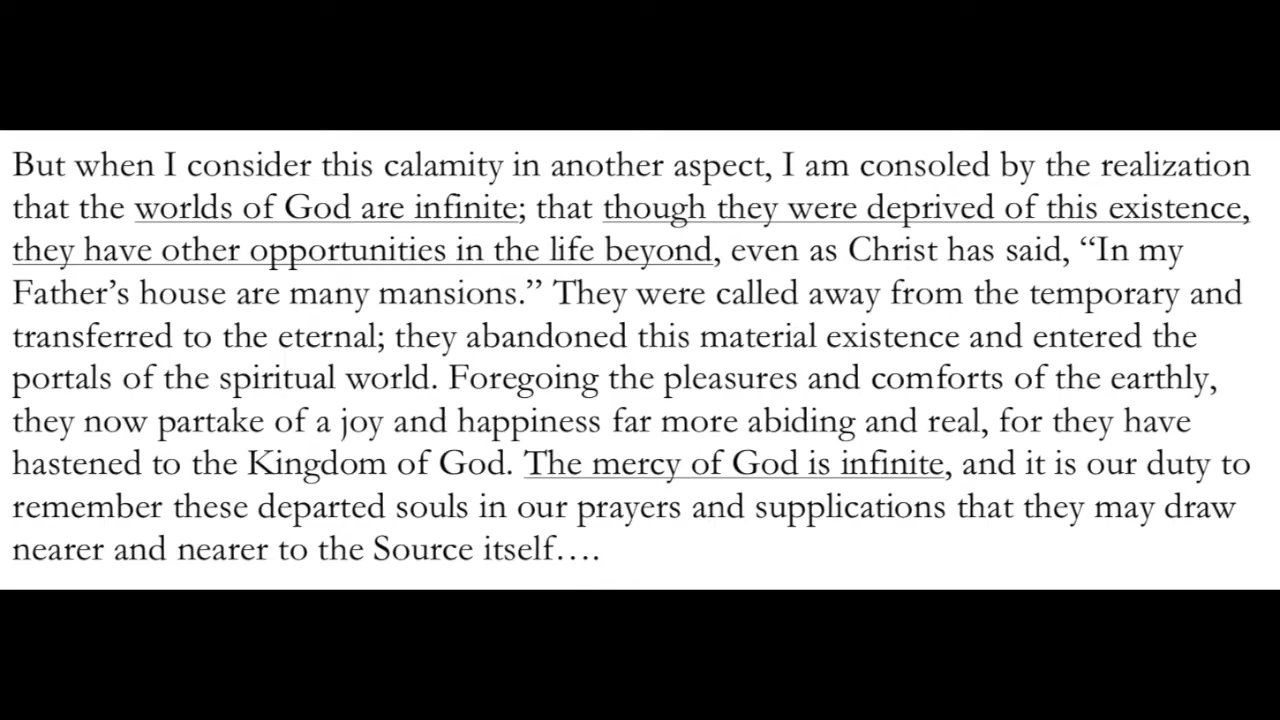 But when I consider this calamity in another aspect, I am consoled by the realization
that the worlds of God are infinite; that though they were deprived of this existence,
they have other opportunities in the life beyond, even as Christ has said, “In my
Father’s house are many mansions.” They were called away from the temporary and
transferred to the eternal; they abandoned this material existence and entered the
portals of the spiritual world. Foregoing the pleasures and comforts of the earthly,
they now partake of a joy and happiness far more abiding and real, for they have
hastened to the Kingdom of God. The mercy of God is infinite, and it is our duty to
remember these departed souls in our prayers and supplications that they may draw
nearer and nearer to the Source itself….